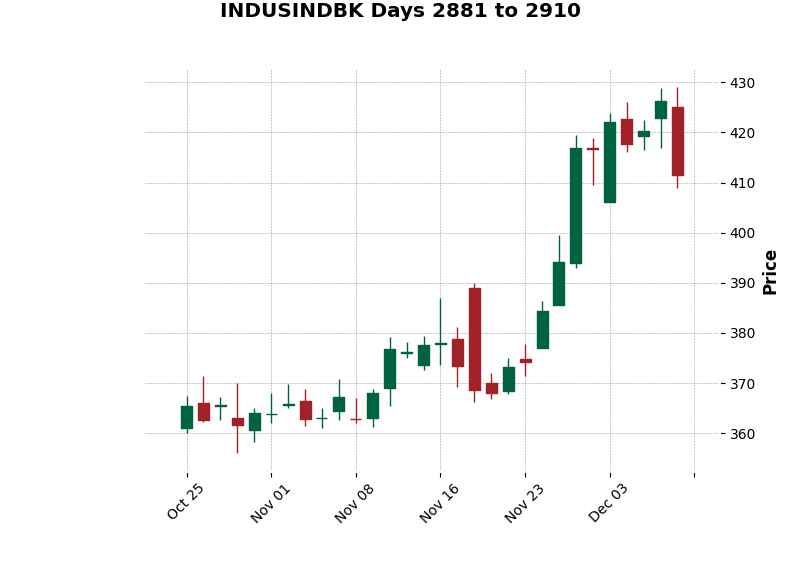 INDUSINDBK Days 2881 to 2910
430
420
410
400
390
380
370
360
Price
Oct 25
Nov 01
Nov 08
Nov 16
Nov 23
Dec 03